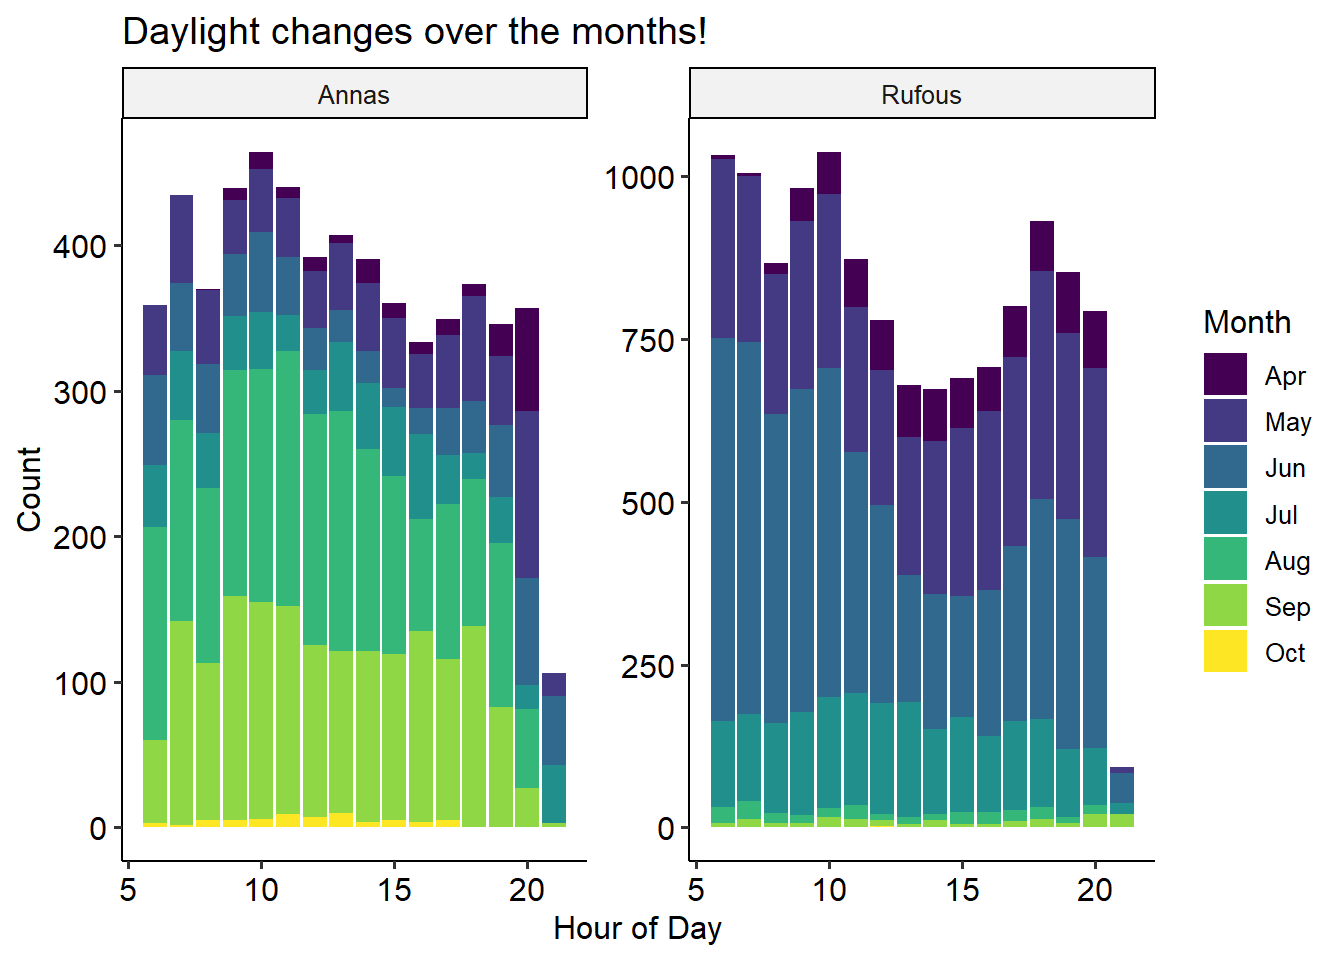 Daylight changes over the months!
Annas
Rufous
Count
400
300
200
100
0
1000
750
500
250
0
5 10 15 20
5 10 15 20
Hour of Day
Month
Apr
May
Jun
Jul
Aug
Sep
Oct